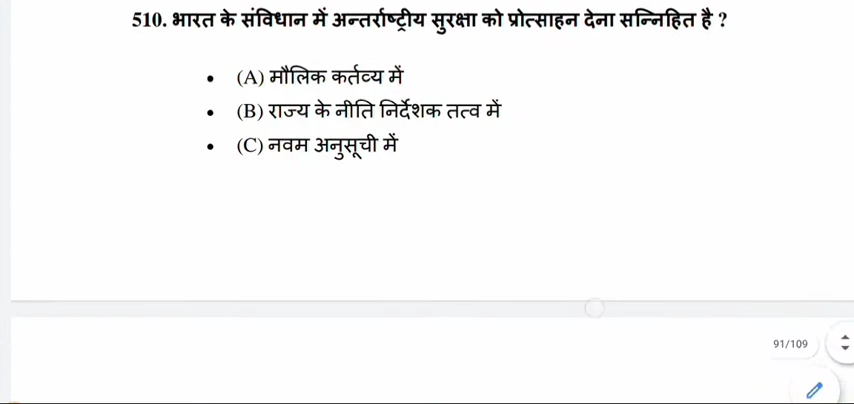 510. भारत के संविधान में अन्तर्राष्ट्रीय सुरक्षा को प्रोत्साहन देना सन्निहित है ?
• (A) मौलिक कर्तव्य में
• (B) राज्य के नीति निर्देशक तत्व में
• (C) नवम अनुसूची में
91/109